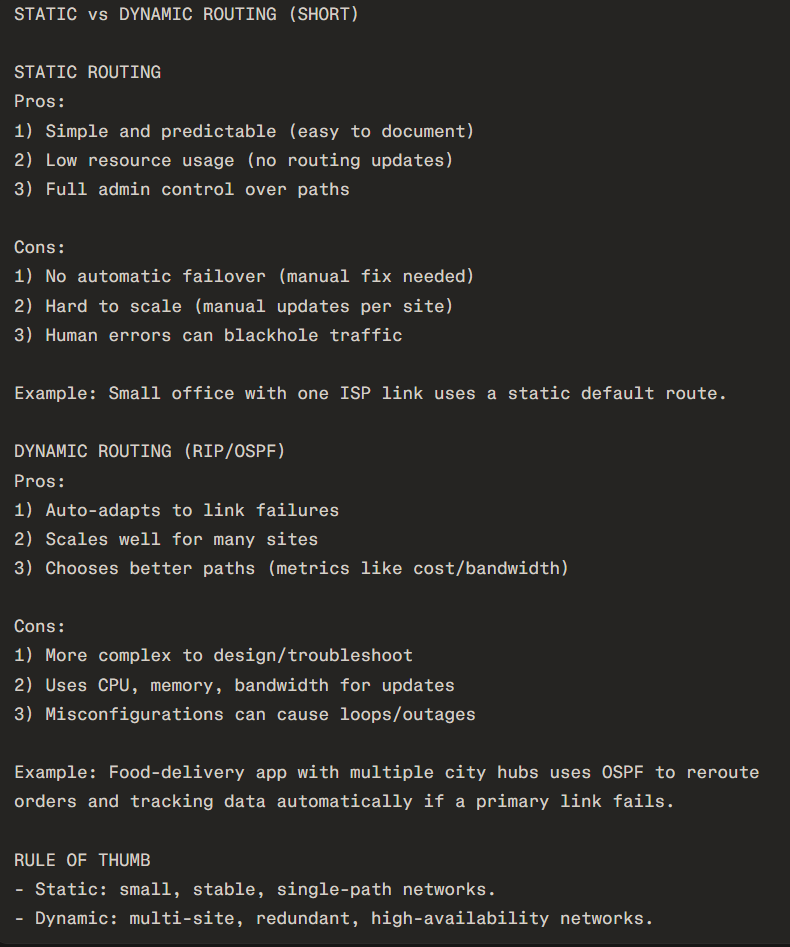 STATIC vs DYNAMIC ROUTING (SHORT)
STATIC ROUTING
Pros:
1) Simple and predictable (easy to document)
2) Low resource usage (no routing updates)
3) Full admin control over paths
Cons:
1) No automatic failover (manual fix needed)
2) Hard to scale (manual updates per site)
3) Human errors can blackhole traffic
Example: Small office with one ISP link uses a static default route.
DYNAMIC ROUTING (RIP/OSPF)
Pros:
1) Auto-adapts to link failures
2) Scales well for many sites
3) Chooses better paths (metrics like cost/bandwidth)
Cons:
1) More complex to design/troubleshoot
2) Uses CPU, memory, bandwidth for updates
3) Misconfigurations can cause loops/outages
Example: Food-delivery app with multiple city hubs uses OSPF to reroute
orders and tracking data automatically if a primary link fails.
RULE OF THUMB
- Static: small, stable, single-path networks.
- Dynamic: multi-site, redundant, high-availability networks.